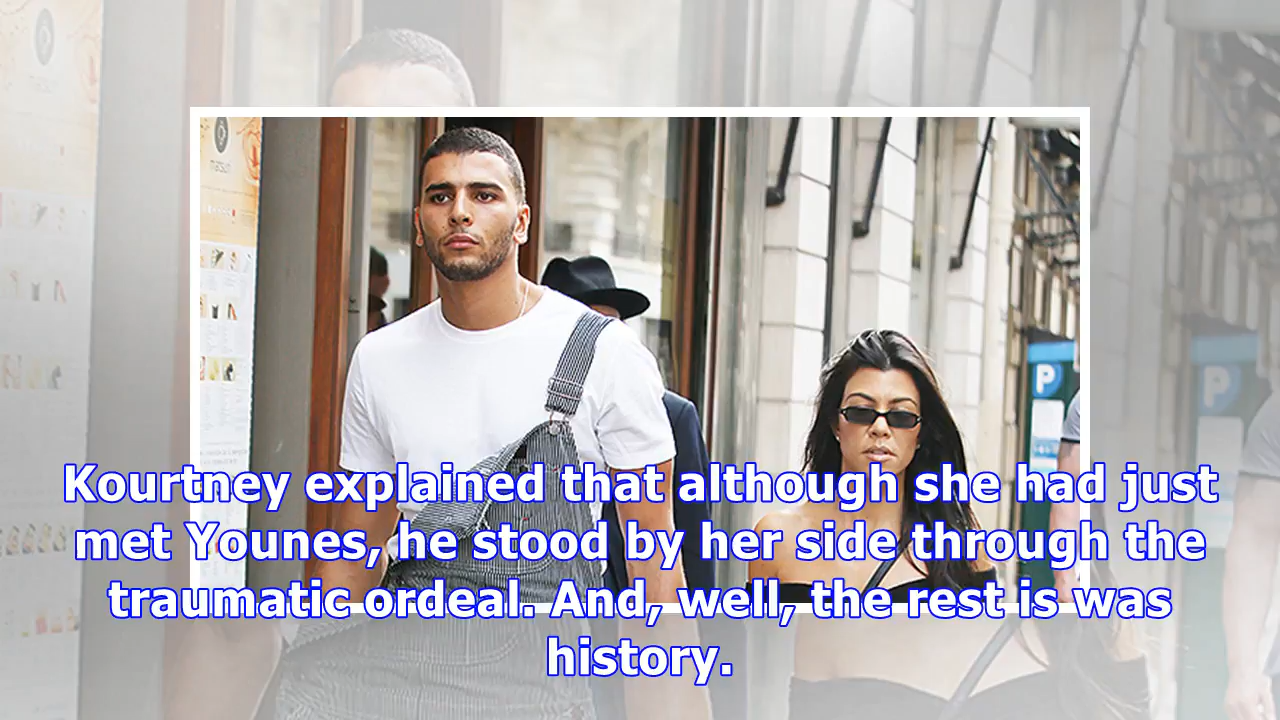 matsuri
P
P
Kourtney explained that although she had just
met Younes, he stood by her side through the
traumatic ordeal. And, well, the rest is was
history.